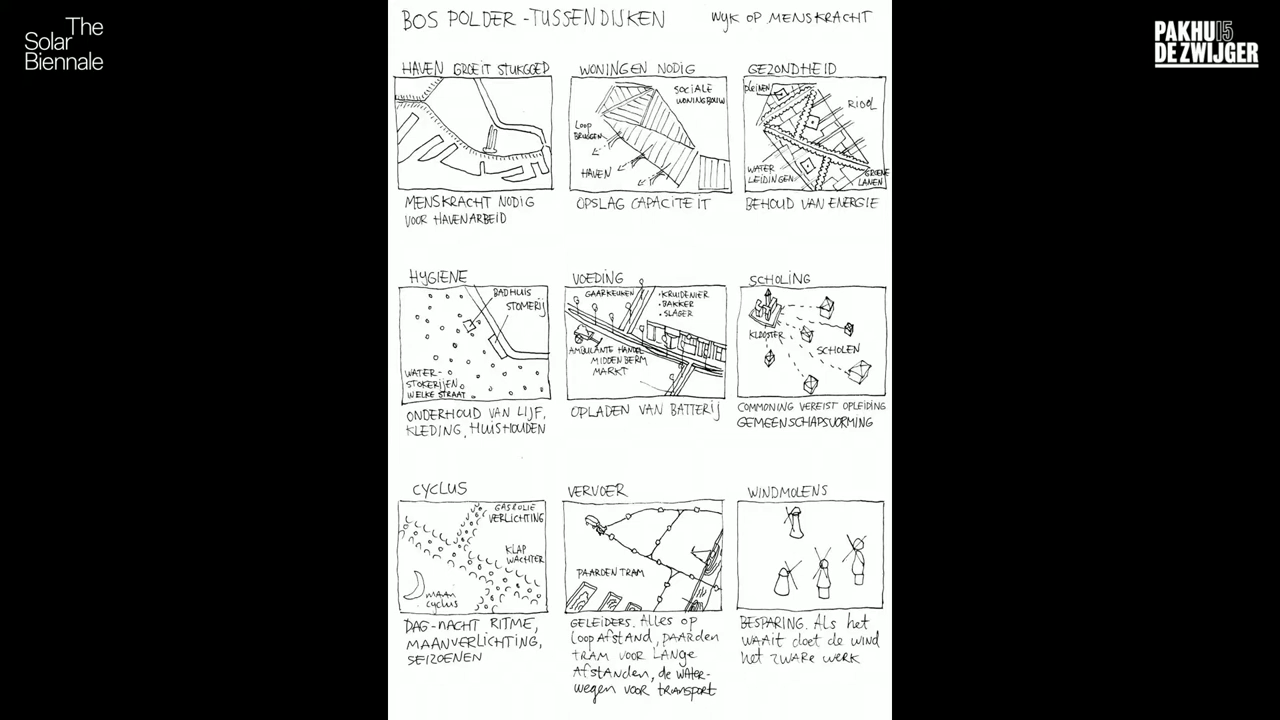 The
Solar
Biennale
PAKHUIS
DE ZWIJGER
BOS POLDER - TUSSENDIJKEN
WIJK OP MENSKRACHT
HAVEN GROEIT STUKGOED
MENSKRACHT NODIG
VOOR HAVENARBEID
WONINGEN NODIG
SOCIALE
WONINGBOUW
LOOP
BRUGGEN
HAVEN
OPSLAG CAPACITEIT
GEZONDHEID
PLEINEN
RIOOL
WATER
LEIDINGEN
GROENE
LANEN
BEHOUD VAN ENERGIE
HYGIENE
BADHUIS
STOMERIJ
WATER-
STOKERIJEN
WELKE STRAAT
ONDERHOUD VAN LIJF,
KLEDING, HUISHOUDEN
VOEDING
GAARKEUKEN
• KRUIDENIER
• BAKKER
• SLAGER
AMBULANTE HANDEL
MIDDENBERM
MARKT
OPLADEN VAN BATTERIJ
SCHOLING
KLOOSTER
SCHOLEN
COMMONING VEREIST OPLEIDING
GEMEENSCHAPSVORMING
CYCLUS
GAS & OLIE
VERLICHTING
KLAP
WACHTER
MAAN
CYCLUS
DAG-NACHT RITME,
MAANVERLICHTING,
SEIZOENEN
VERVOER
PAARDEN TRAM
GELEIDERS. Alles op
loopAfstand, PAARDEN
TRAM VOOR LANGE
Afstanden, de WATER-
wegen voor transport
WINDMOLENS
BESPARING. Als het
WAAIT doet de WIND
het ZWARE WERK